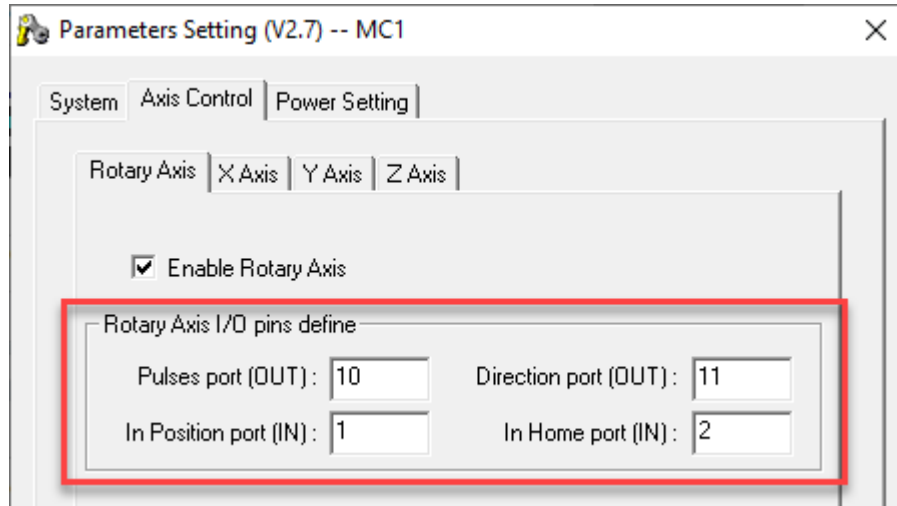 Parameters Setting (V2.7) -- MC1
System Axis Control Power Setting
Rotary Axis X Axis Y Axis Z Axis
Enable Rotary Axis
Rotary Axis I/O pins define
Pulses port (OUT) : 10 Direction port (OUT) : 11
In Position port (IN) : 1 In Home port (IN) : 2